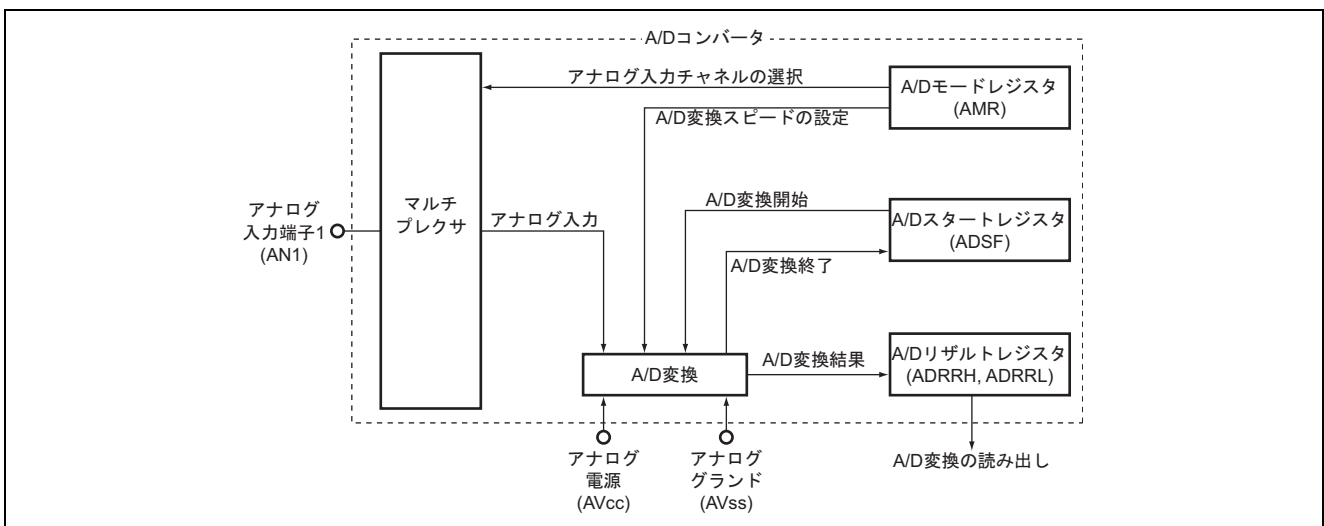 A/Dコンバータ
アナログ入力チャネルの選択
A/Dモードレジスタ
(AMR)
A/D変換スピードの設定
マルチ
プレクサ
アナログ
入力端子1
(AN1)
アナログ入力
A/D変換開始
A/Dスタートレジスタ
(ADSF)
A/D変換終了
A/D変換
A/D変換結果
A/Dリザルトレジスタ
(ADRRH, ADRRL)
アナログ
電源
(AVcc)
アナログ
グランド
(AVss)
A/D変換の読み出し